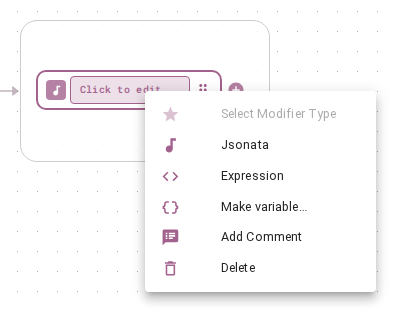 Click to edit
Select Modifier Type
Jsonata
Expression
Make variable...
Add Comment
Delete